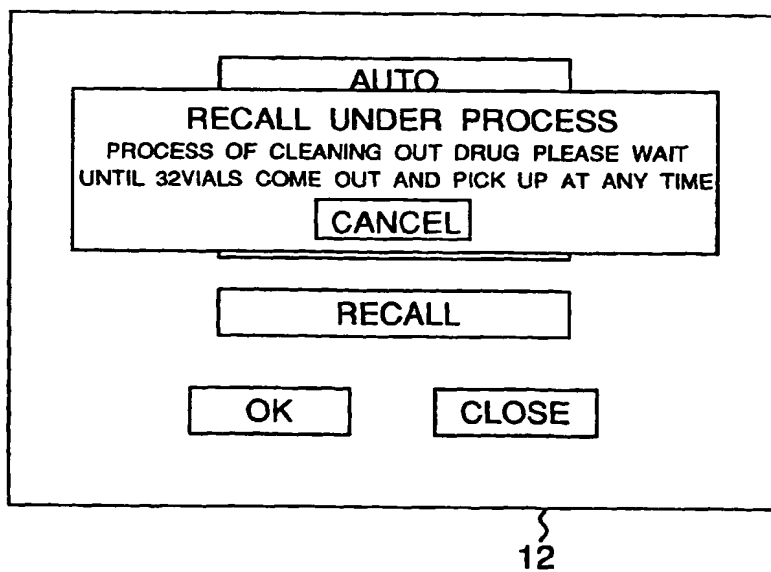 AUTO
RECALL UNDER PROCESS
PROCESS OF CLEANING OUT DRUG PLEASE WAIT
UNTIL 32VIALS COME OUT AND PICK UP AT ANY TIME
CANCEL
RECALL
OK CLOSE
12